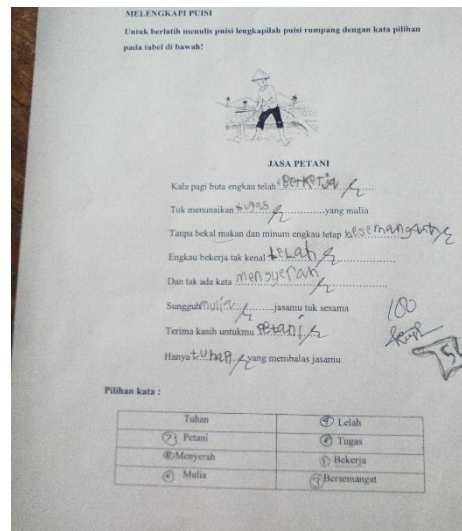 MELENGKAPI PUISI
Untuk berlatih menulis puisi lengkapilah puisi rumpang dengan kata pilihan
pada tabel di bawah!
JASA PETANI
Kala pagi buta engkau telah BerKeTja
Tuk menunaikan tugas yang mulia
Tanpa bekal makan dan minum engkau tetap besemangath
Engkau bekerja tak kenal lelah
Dan tak ada kata menyerah
Sungguh mulia jasamu tuk sesama
100
Terima kasih untukmu Petani
Hanya tuhan yang membalas jasamu
Pilihan kata :
Tuhan Lelah
Petani Tugas
Menyerah Bekerja
Mulia Bersemangat